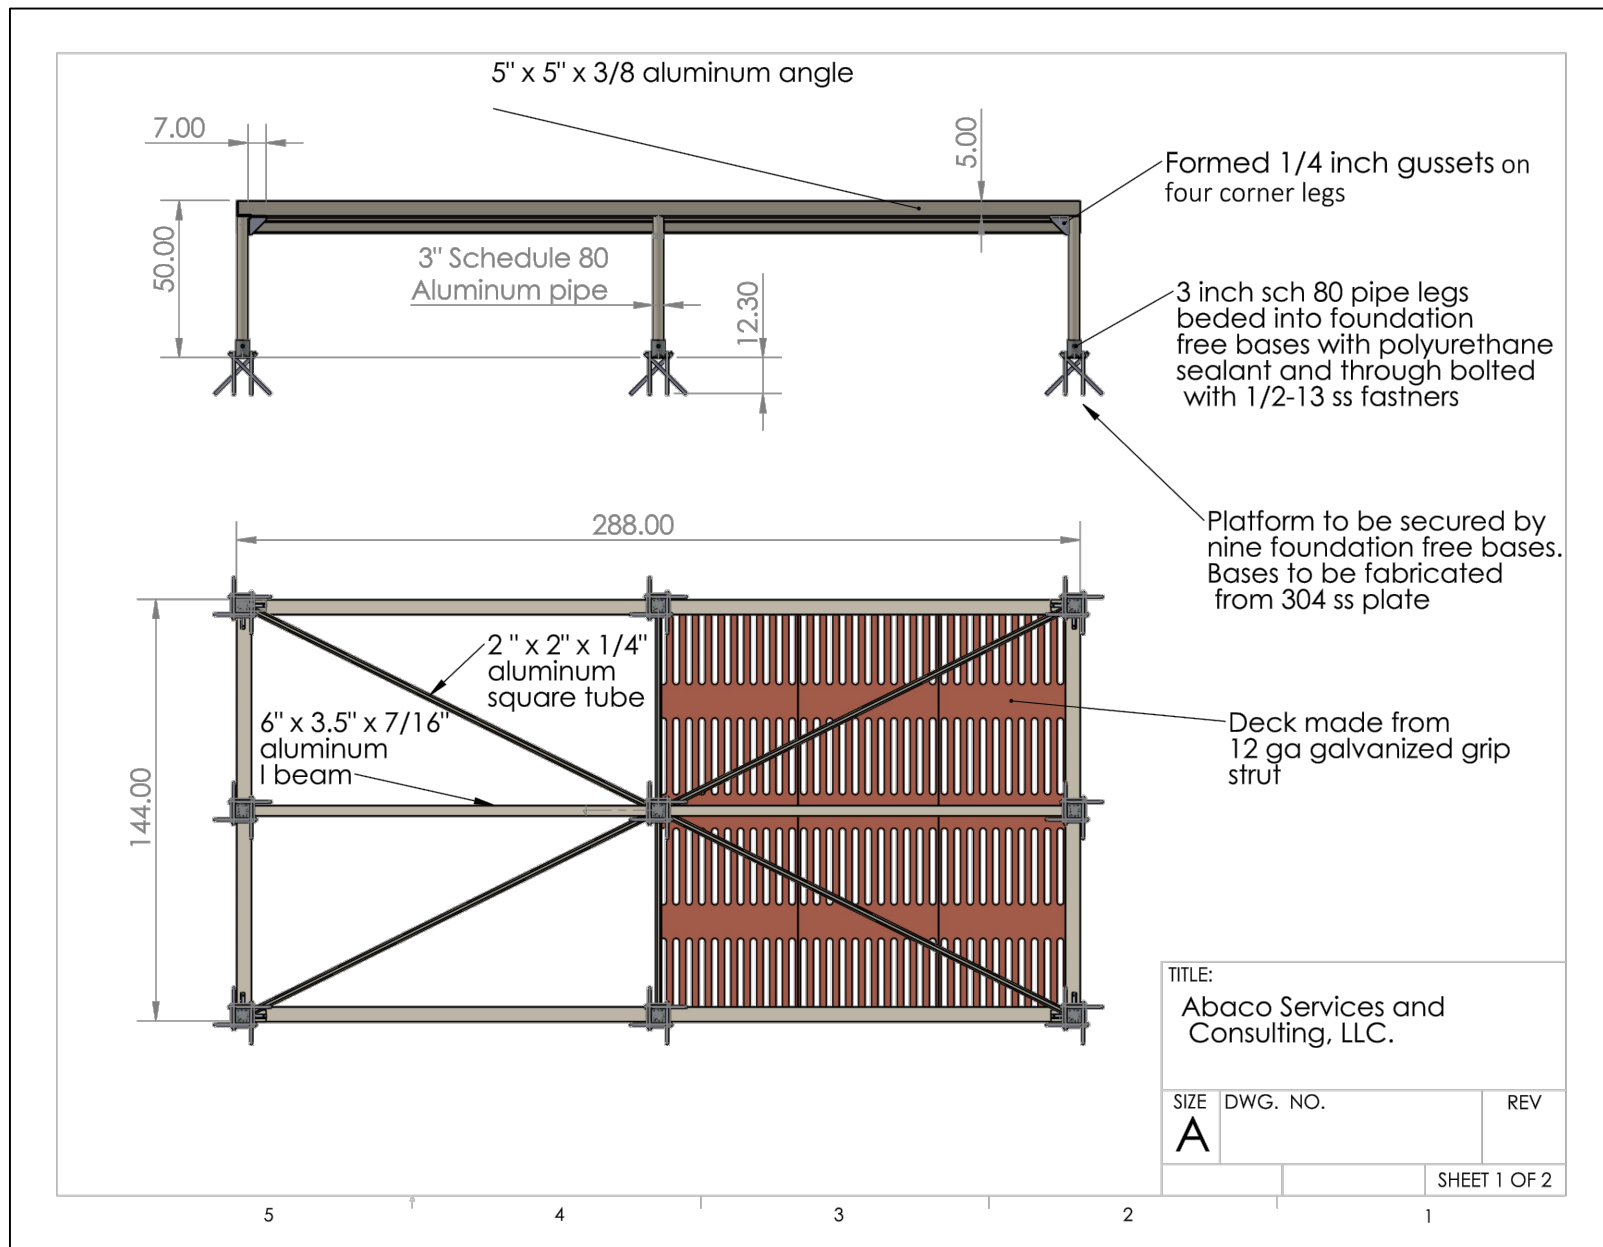 5" x 5" x 3/8 aluminum angle
7.00
5.00
Formed 1/4 inch gussets on
four corner legs
50.00
3" Schedule 80
Aluminum pipe
12.30
3 inch sch 80 pipe legs
beded into foundation
free bases with polyurethane
sealant and through bolted
with 1/2-13 ss fastners
Platform to be secured by
nine foundation free bases.
Bases to be fabricated
from 304 ss plate
288.00
2 " x 2" x 1/4"
aluminum
square tube
6" x 3.5" x 7/16"
aluminum
I beam
144.00
Deck made from
12 ga galvanized grip
strut
TITLE:
Abaco Services and
Consulting, LLC.
SIZE
A
DWG. NO.
REV
SHEET 1 OF 2
5 4 3 2 1